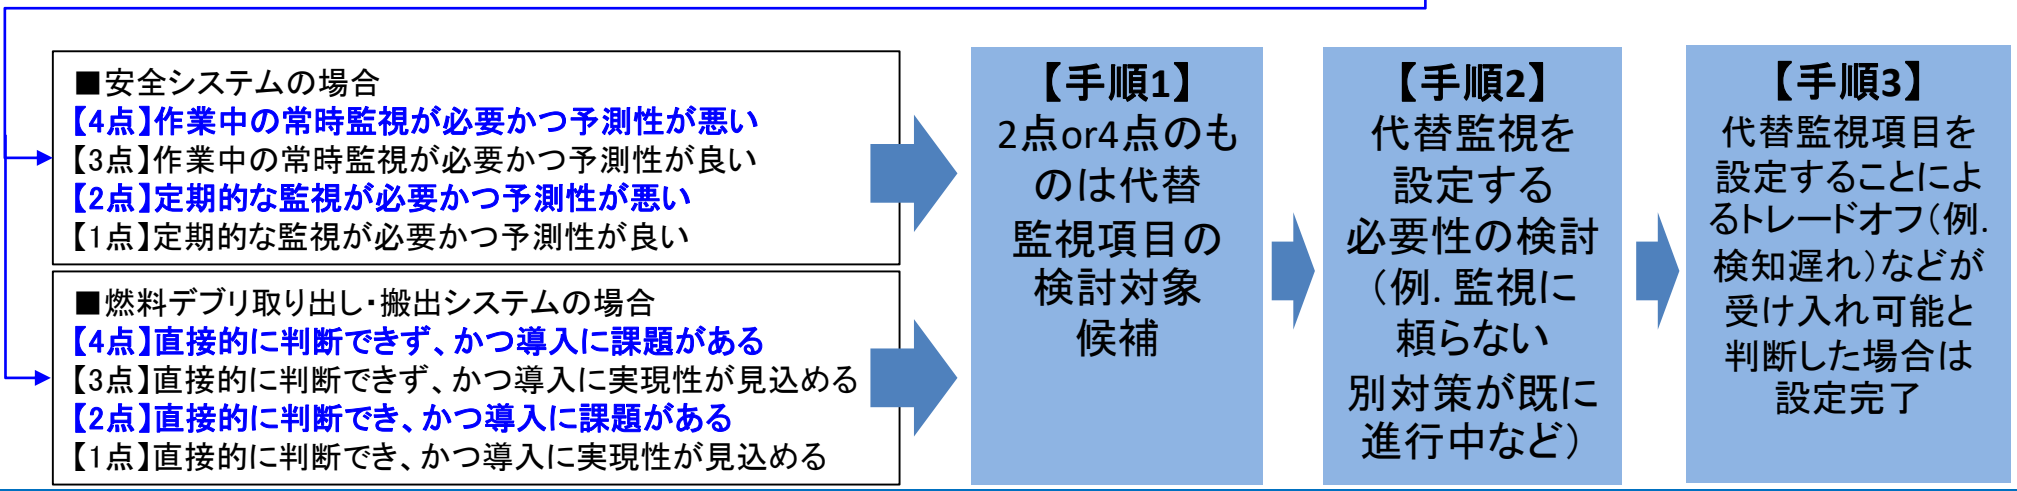 ■安全システムの場合
【4点】作業中の常時監視が必要かつ予測性が悪い
【3点】作業中の常時監視が必要かつ予測性が良い
【2点】定期的な監視が必要かつ予測性が悪い
【1点】定期的な監視が必要かつ予測性が良い
■燃料デブリ取り出し・搬出システムの場合
【4点】直接的に判断できず、かつ導入に課題がある
【3点】直接的に判断できず、かつ導入に実現性が見込める
【2点】直接的に判断でき、かつ導入に課題がある
【1点】直接的に判断でき、かつ導入に実現性が見込める
【手順1】
2点or4点のも
のは代替
監視項目の
検討対象
候補
【手順2】
代替監視を
設定する
必要性の検討
（例. 監視に
頼らない
別対策が既に
進行中など）
【手順3】
代替監視項目を
設定することによ
るトレードオフ（例.
検知遅れ）などが
受け入れ可能と
判断した場合は
設定完了